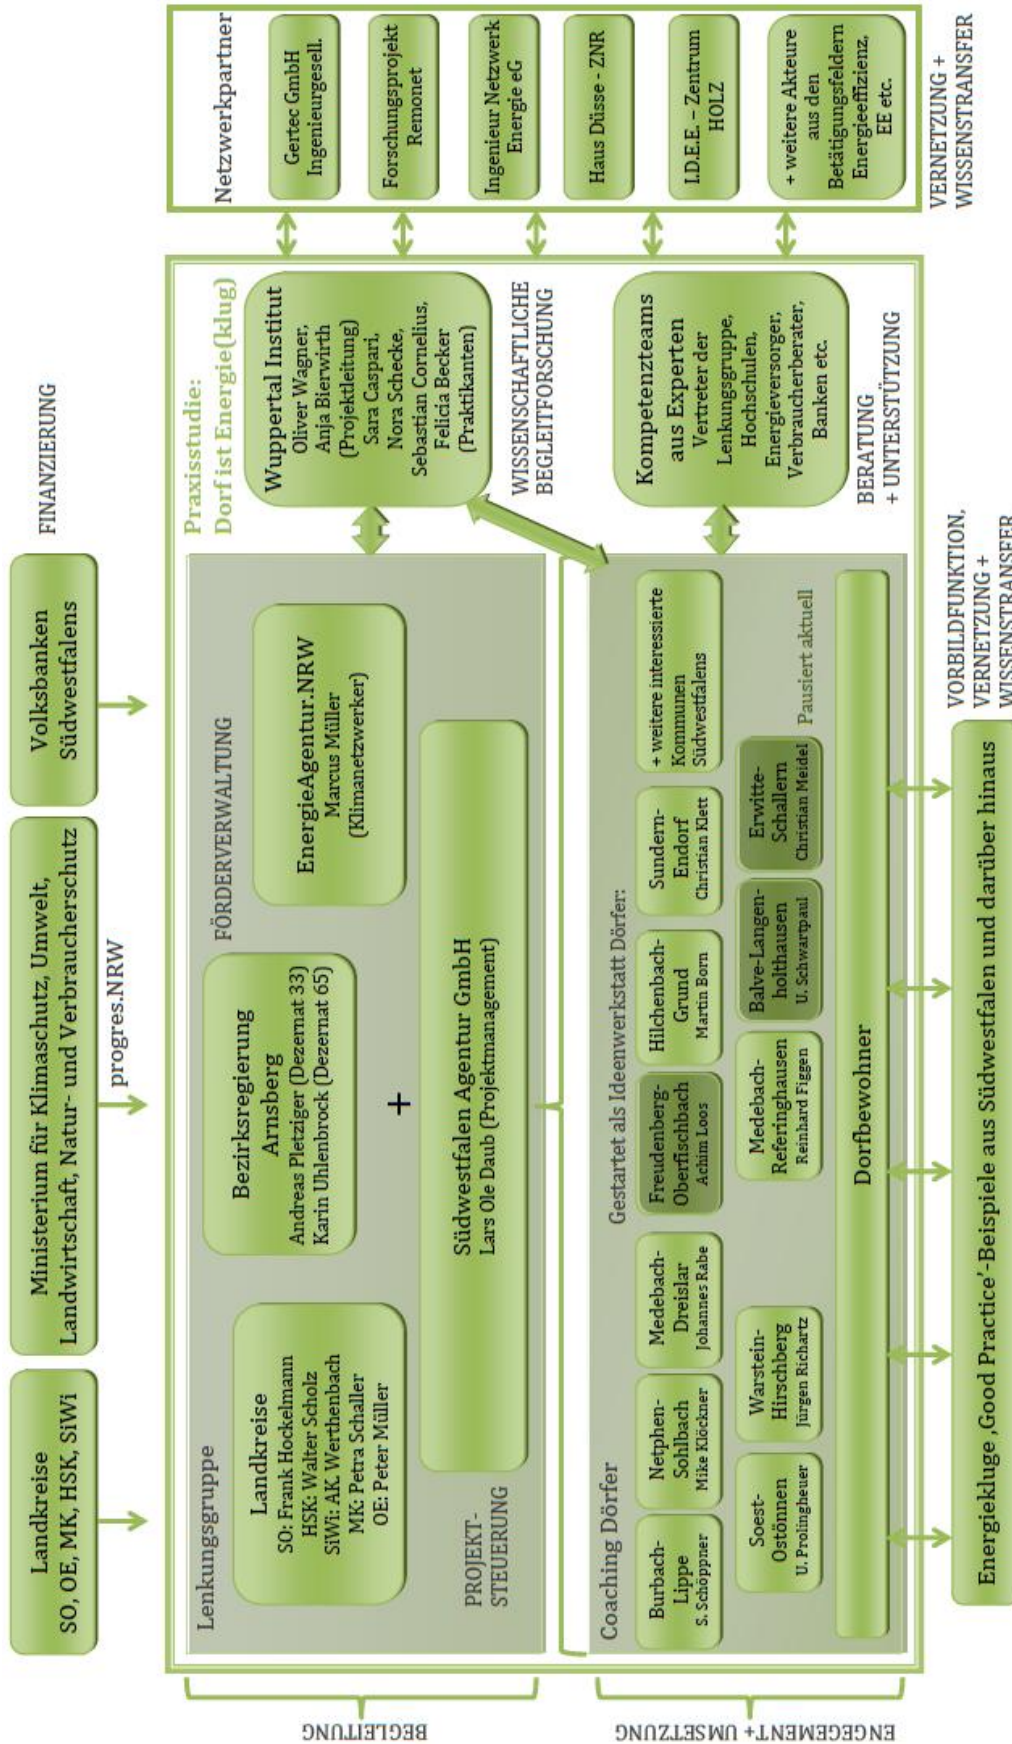 Landkreise
SO, OE, MK, HSK, SiWi
Ministerium für Klimaschutz, Umwelt,
Landwirtschaft, Natur- und Verbraucherschutz
Volksbanken
Südwestfalens
FINANZIERUNG
progres.NRW
Praxisstudie:
Dorf ist Energie(klug)
BEGLEITUNG
Lenkungsgruppe
Landkreise
SO: Frank Hockelmann
HSK: Walter Scholz
SiWi: AK. Werthenbach
MK: Petra Schaller
OE: Peter Müller
Bezirksregierung
Arnsberg
Andreas Pletziger (Dezernat 33)
Karin Uhlenbrock (Dezernat 65)
FÖRDERVERWALTUNG
EnergieAgentur.NRW
Marcus Müller
(Klimanetzwerker)
+
Südwestfalen Agentur GmbH
Lars Ole Daub (Projektmanagement)
PROJEKT-
STEUERUNG
Wuppertal Institut
Oliver Wagner,
Anja Bierwirth
(Projektleitung)
Sara Caspari,
Nora Schecke,
Sebastian Cornelius,
Felicia Becker
(Praktikanten)
WISSENSCHAFTLICHE
BEGLEITFORSCHUNG
ENGEGEMENT+ UMSETZUNG
Coaching Dörfer
Gestartet als Ideenwerkstatt Dörfer:
Burbach-
Lippe
S. Schöppner
Netphen-
Sohlbach
Mike Klöckner
Medebach-
Dreislar
Johannes Rabe
Freudenberg-
Oberfischbach
Achim Loos
Hilchenbach-
Grund
Martin Born
Sundern-
Endorf
Christian Klett
+ weitere interessierte
Kommunen
Südwestfalens
Soest-
Ostönnen
U. Prolingheuer
Warstein-
Hirschberg
Jürgen Richartz
Medebach-
Referinghausen
Reinhard Figgen
Balve-Langen-
holthausen
U. Schwartpaul
Erwitte-
Schallern
Christian Meidel
Pausiert aktuell
Dorfbewohner
Kompetenzteams
aus Experten
Vertreter der
Lenkungsgruppe,
Hochschulen,
Energieversorger,
Verbraucherberater,
Banken etc.
BERATUNG
+ UNTERSTÜTZUNG
Energiekluge ‚Good Practice'-Beispiele aus Südwestfalen und darüber hinaus
VORBILDFUNKTION,
VERNETZUNG +
WISSENSTRANSFER
Netzwerkpartner
Gertec GmbH
Ingenieurgesell.
Forschungsprojekt
Remonet
Ingenieur Netzwerk
Energie eG
Haus Düsse - ZNR
I.D.E.E. – Zentrum
HOLZ
+ weitere Akteure
aus den
Betätigungsfeldern
Energieeffizienz,
EE etc.
VERNETZUNG +
WISSENSTRANSFER